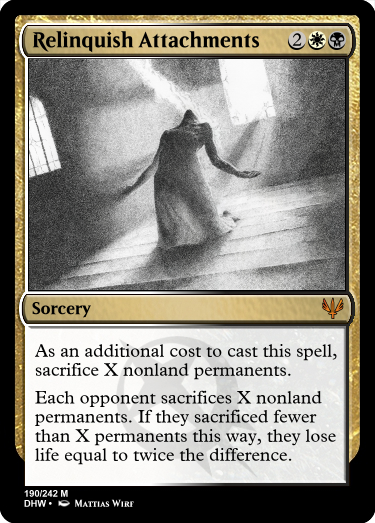 Relinquish Attachments 2
Sorcery
As an additional cost to cast this spell,
sacrifice X nonland permanents.
Each opponent sacrifices X nonland
permanents. If they sacrificed fewer
than X permanents this way, they lose
life equal to twice the difference.
190/242 M
DHW • Mattias Wirf